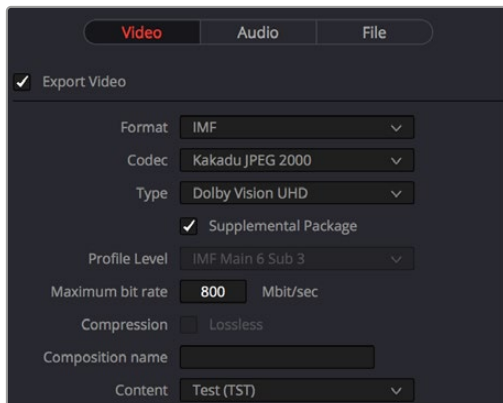 Video Audio File
Export Video
Format IMF
Codec Kakadu JPEG 2000
Type Dolby Vision UHD
Supplemental Package
Profile Level IMF Main 6 Sub 3
Maximum bit rate 800 Mbit/sec
Compression Lossless
Composition name
Content Test (TST)